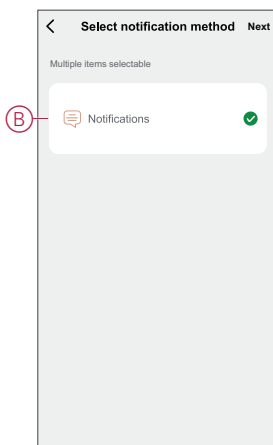 Select notification method Next
Multiple items selectable
B Notifications